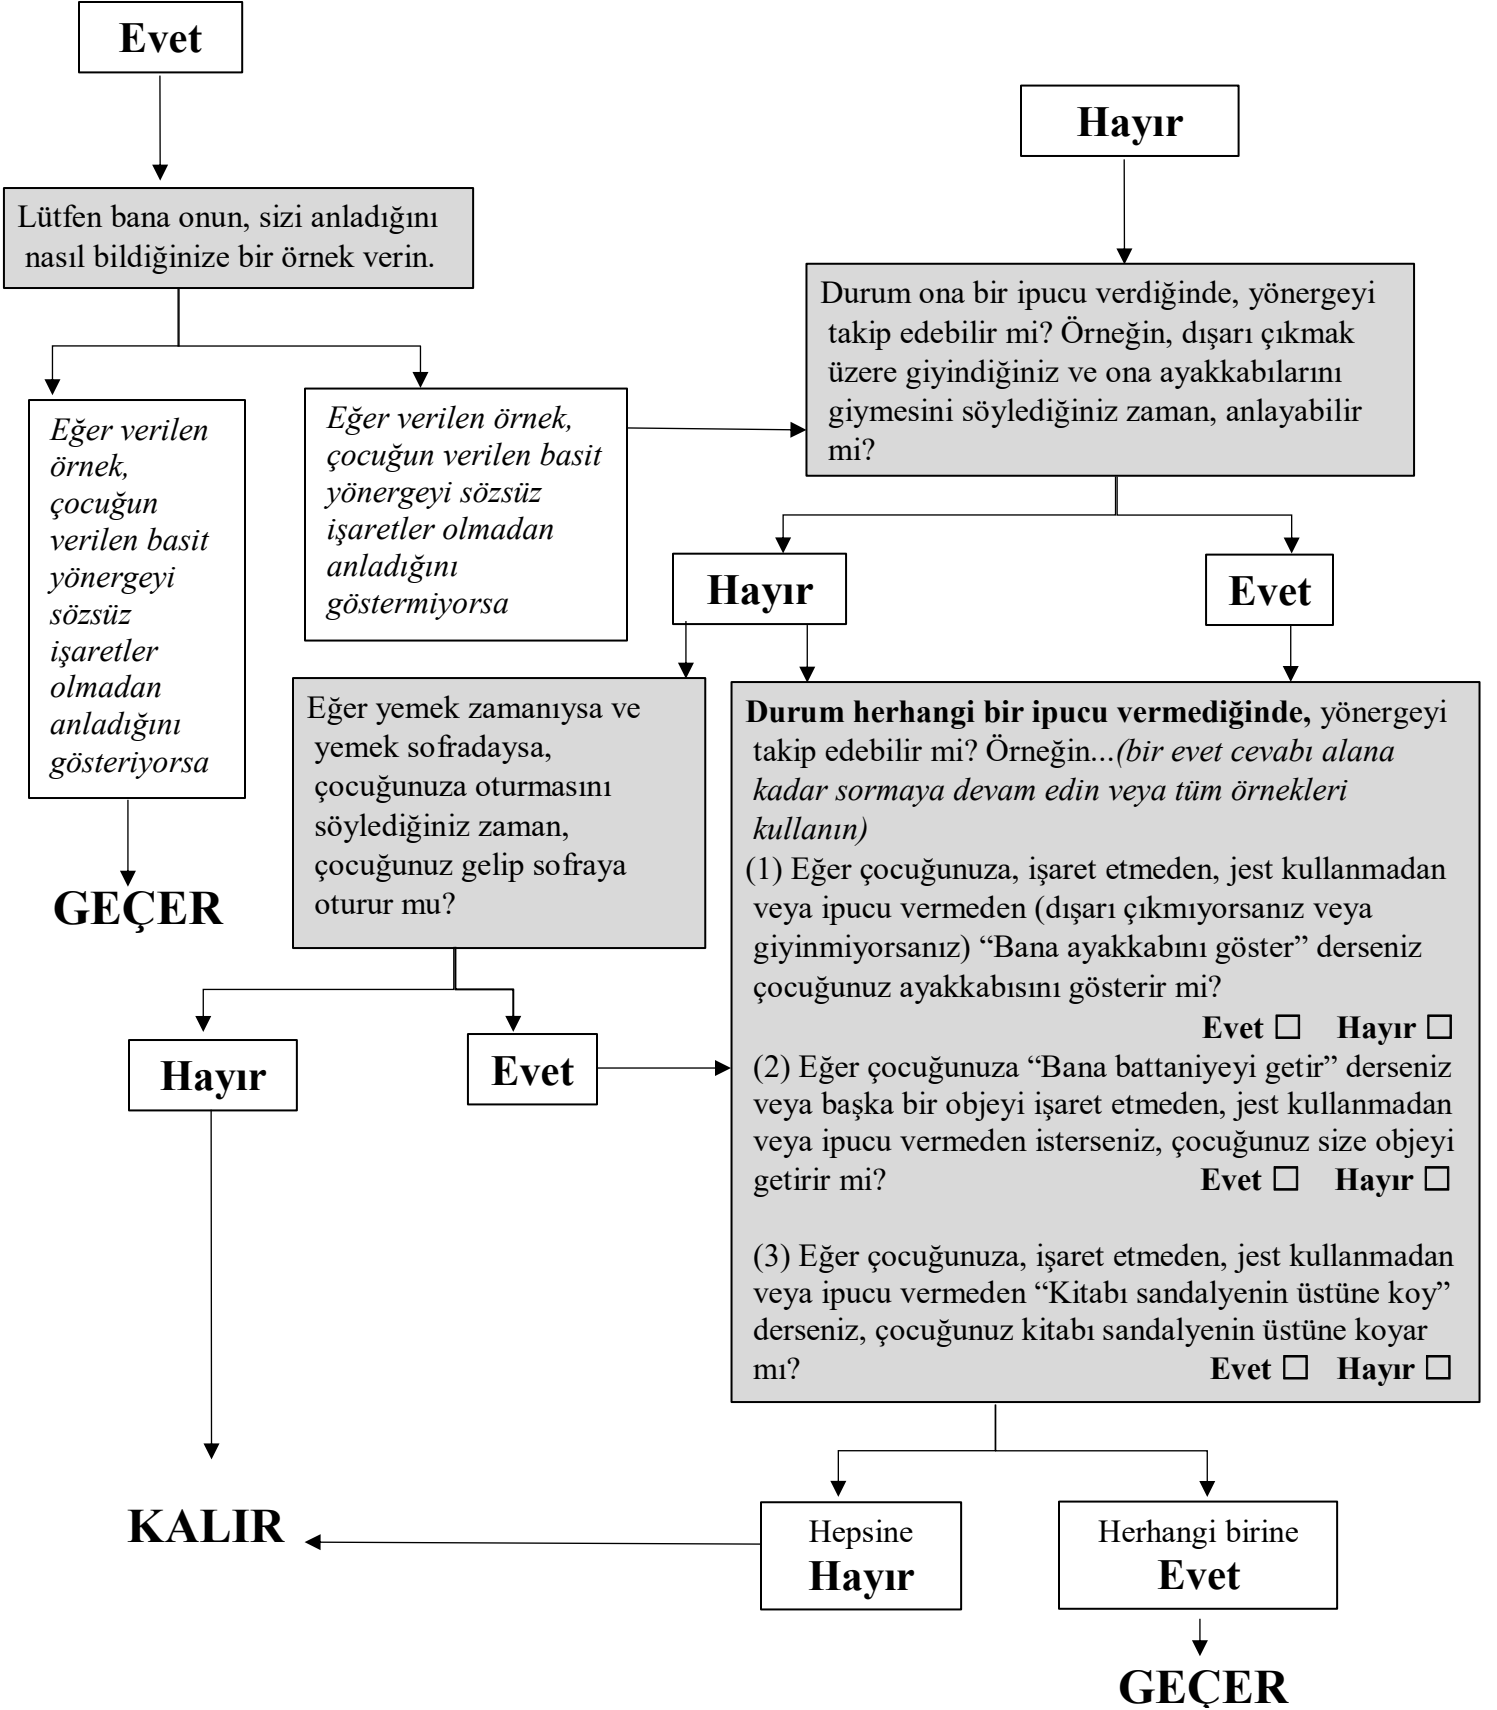 Evet
Hayır
Lütfen bana onun, sizi anladığını
nasıl bildiğinize bir örnek verin.
Durum ona bir ipucu verdiğinde, yönergeyi
takip edebilir mi? Örneğin, dışarı çıkmak
üzere giyindiğiniz ve ona ayakkabılarını
giymesini söylediğiniz zaman, anlayabilir
mi?
Eğer verilen
örnek,
çocuğun
verilen basit
yönergeyi
sözsüz
işaretler
olmadan
anladığını
gösteriyorsa
Eğer verilen örnek,
çocuğun verilen basit
yönergeyi sözsüz
işaretler olmadan
anladığını
göstermiyorsa
Hayır
Evet
GEÇER
Eğer yemek zamanıysa ve
yemek sofradaysa,
çocuğunuza oturmasını
söylediğiniz zaman,
çocuğunuz gelip sofraya
oturur mu?
Durum herhangi bir ipucu vermediğinde, yönergeyi
takip edebilir mi? Örneğin...(bir evet cevabı alana
kadar sormaya devam edin veya tüm örnekleri
kullanın)
(1) Eğer çocuğunuza, işaret etmeden, jest kullanmadan
veya ipucu vermeden (dışarı çıkmıyorsanız veya
giyinmiyorsanız) “Bana ayakkabını göster” derseniz
çocuğunuz ayakkabısını gösterir mi?
Evet ☐ Hayır ☐
(2) Eğer çocuğunuza “Bana battaniyeyi getir” derseniz
veya başka bir objeyi işaret etmeden, jest kullanmadan
veya ipucu vermeden isterseniz, çocuğunuz size objeyi
getirir mi? Evet ☐ Hayır ☐
(3) Eğer çocuğunuza, işaret etmeden, jest kullanmadan
veya ipucu vermeden “Kitabı sandalyenin üstüne koy”
derseniz, çocuğunuz kitabı sandalyenin üstüne koyar
mı? Evet ☐ Hayır ☐
Hayır
Evet
KALIR
Hepsine
Hayır
Herhangi birine
Evet
GEÇER